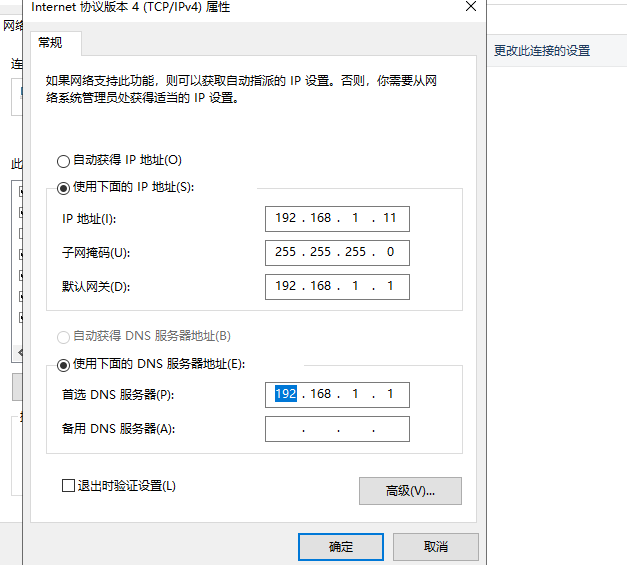 Internet 协议版本 4 (TCP/IPv4) 属性
网络
常规
更改此连接的设置
如果网络支持此功能，则可以获取自动指派的 IP 设置。否则，你需要从网
络系统管理员处获得适当的 IP 设置。
自动获得 IP 地址(O)
使用下面的 IP 地址(S):
IP 地址(I): 192 . 168 . 1 . 11
子网掩码(U): 255 . 255 . 255 . 0
默认网关(D): 192 . 168 . 1 . 1
自动获得 DNS 服务器地址(B)
使用下面的 DNS 服务器地址(E):
首选 DNS 服务器(P): 192 . 168 . 1 . 1
备用 DNS 服务器(A): . . .
退出时验证设置(L)
高级(V)...
确定 取消